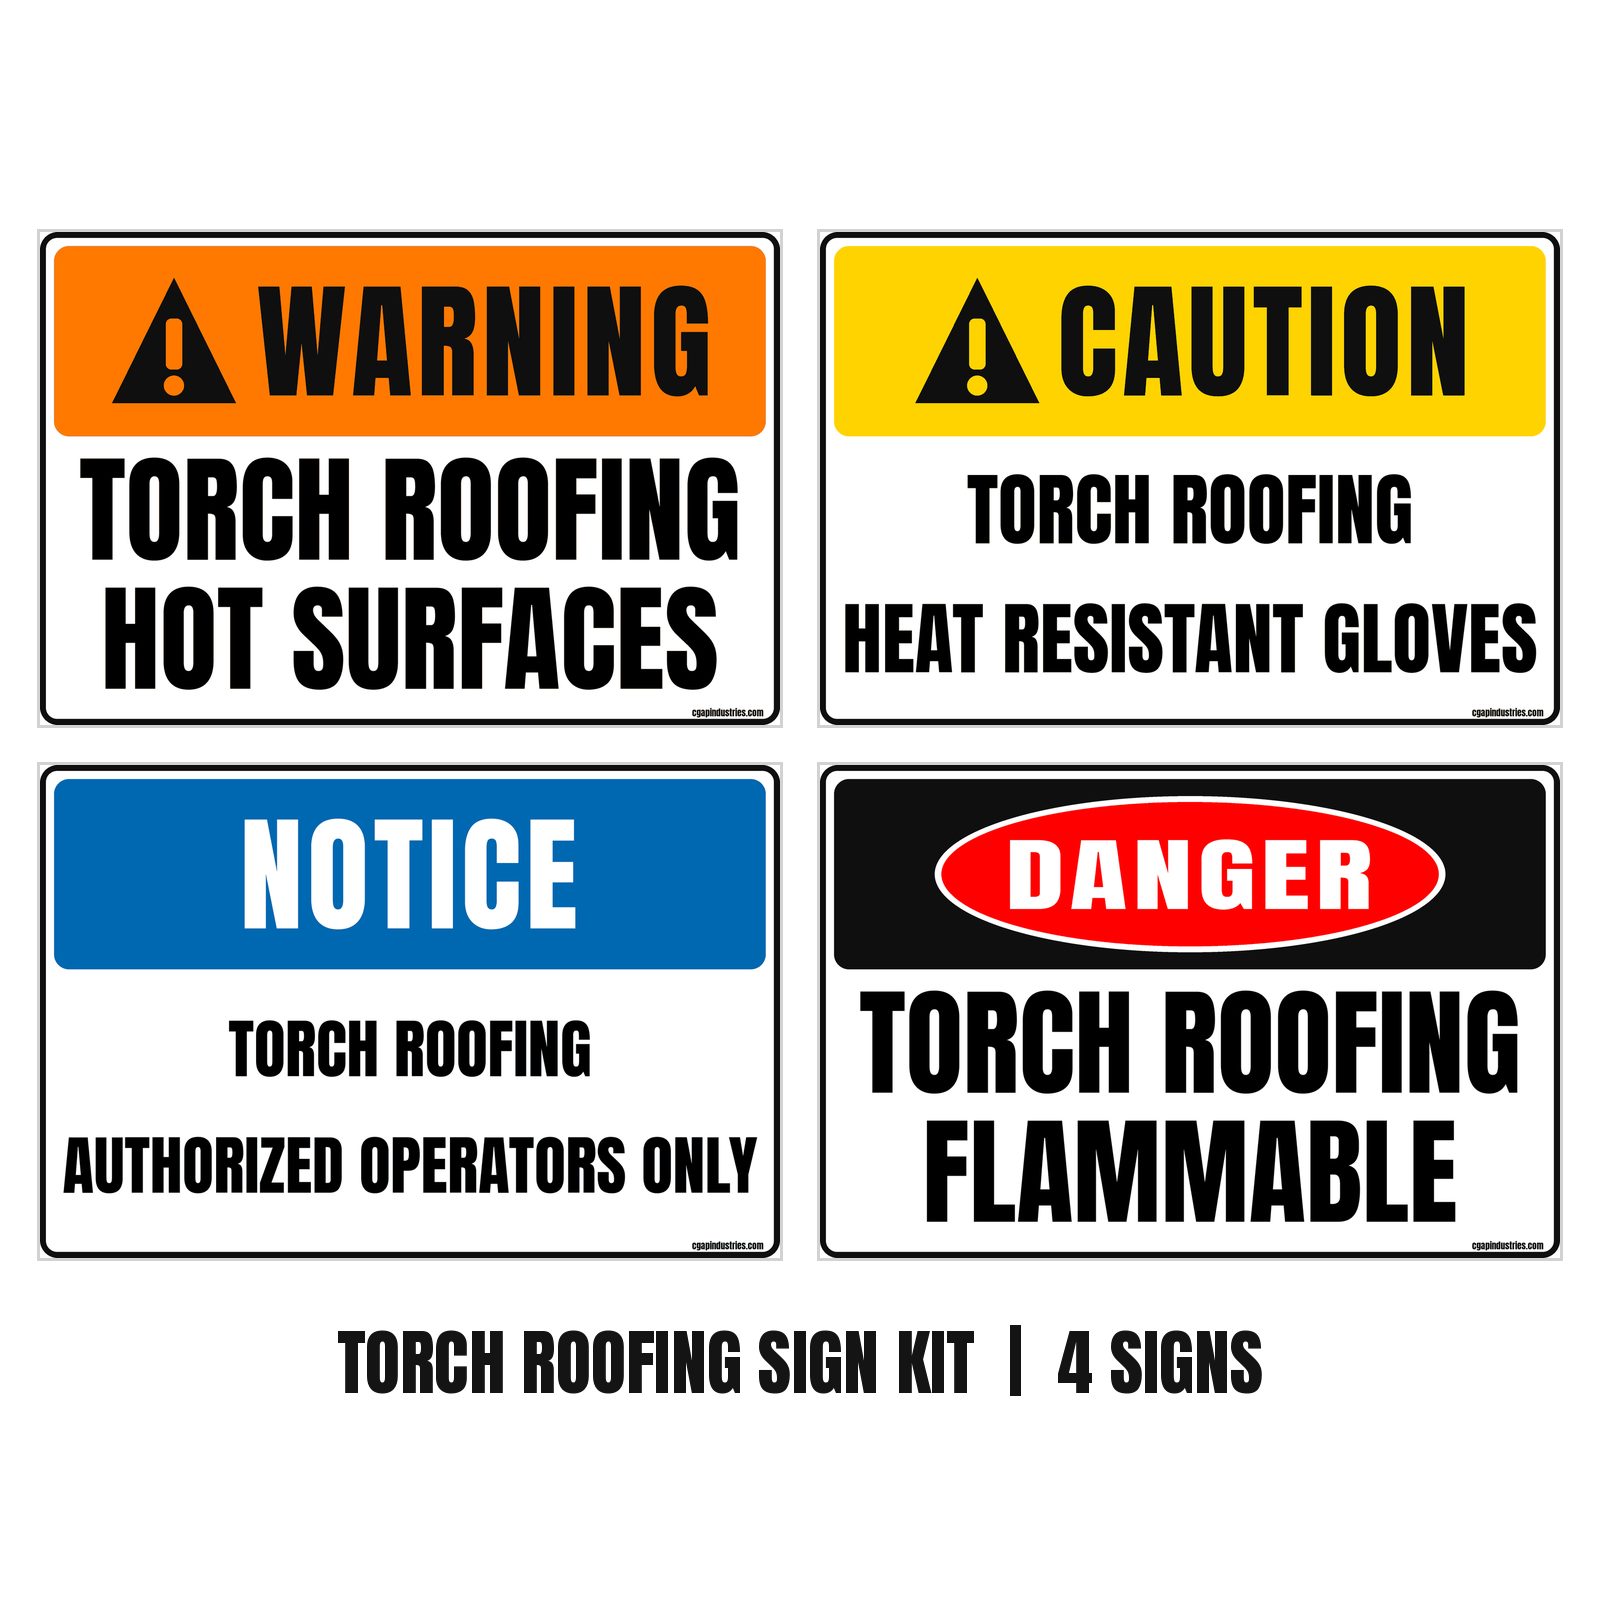 WARNING
TORCH ROOFING
HOT SURFACES
cgapindustries.com
CAUTION
TORCH ROOFING
HEAT RESISTANT GLOVES
cgapindustries.com
NOTICE
TORCH ROOFING
AUTHORIZED OPERATORS ONLY
cgapindustries.com
DANGER
TORCH ROOFING
FLAMMABLE
cgapindustries.com
TORCH ROOFING SIGN KIT | 4 SIGNS